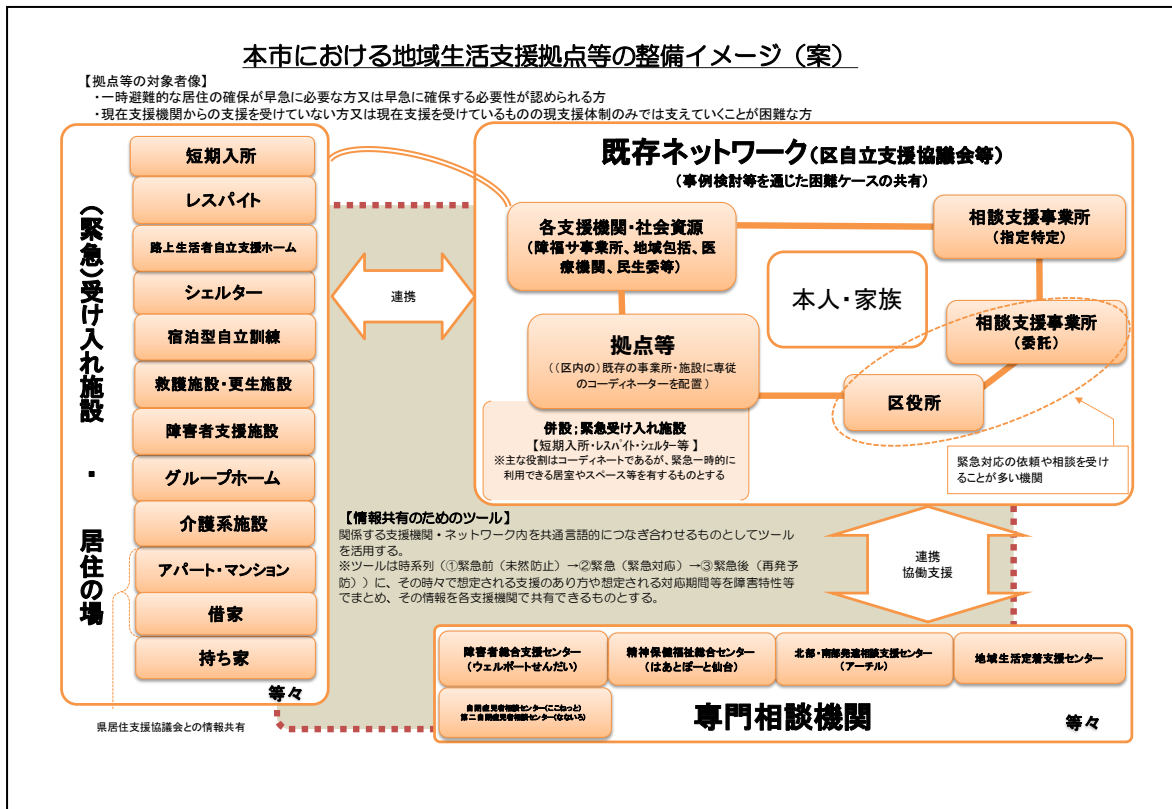 本市における地域生活支援拠点等の整備イメージ（案）
【拠点等の対象者像】
・一時避難的な居住の確保が早急に必要な方又は早急に確保する必要性が認められる方
・現在支援機関からの支援を受けていない方又は現在支援を受けているものの現支援体制のみでは支えていくことが困難な方
（緊急）受け入れ施設・居住の場
短期入所
レスパイト
路上生活者自立支援ホーム
シェルター
宿泊型自立訓練
救護施設・更生施設
障害者支援施設
グループホーム
介護系施設
アパート・マンション
借家
持ち家
等々
県居住支援協議会との情報共有
連携
既存ネットワーク（区自立支援協議会等）
（事例検討等を通じた困難ケースの共有）
各支援機関・社会資源
（障福サ事業所、地域包括、医
療機関、民生委等）
相談支援事業所
（指定特定）
本人・家族
相談支援事業所
（委託）
拠点等
（（区内の）既存の事業所・施設に専従
のコーディネーターを配置）
区役所
併設；緊急受け入れ施設
【短期入所・レスパイト・シェルター等】
※主な役割はコーディネートであるが、緊急一時的に
利用できる居室やスペース等を有するものとする
緊急対応の依頼や相談を受け
ることが多い機関
【情報共有のためのツール】
関係する支援機関・ネットワーク内を共通言語的につなぎ合わせるものとしてツール
を活用する。
※ツールは時系列（①緊急前（未然防止）→②緊急（緊急対応）→③緊急後（再発予
防））に、その時々で想定される支援のあり方や想定される対応期間等を障害特性等
でまとめ、その情報を各支援機関で共有できるものとする。
連携
協働支援
障害者総合支援センター
（ウェルポートせんだい）
精神保健福祉総合センター
（はあとぽーと仙台）
北部・南部発達相談支援センター
（アーチル）
地域生活定着支援センター
自閉症児者相談センター（ここねっと）
第二自閉症児者相談センター（なないろ）
専門相談機関
等々